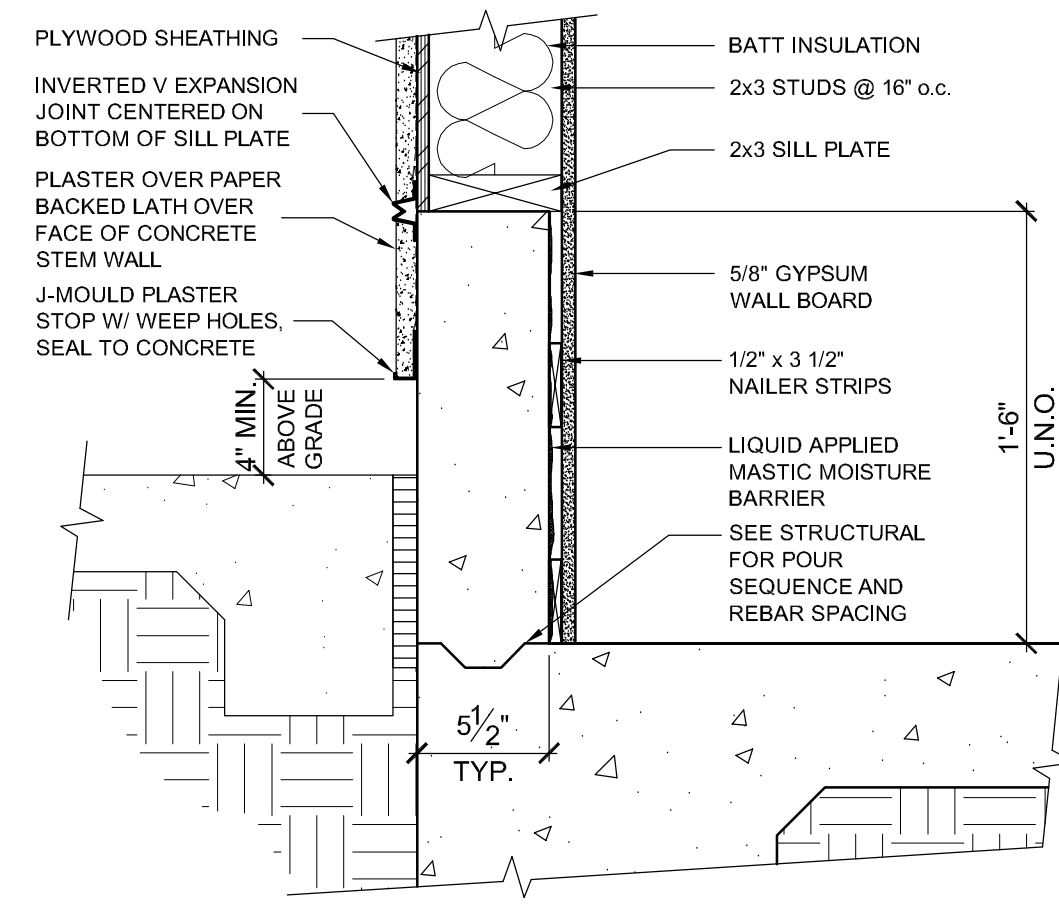 PLYWOOD SHEATHING
INVERTED V EXPANSION
JOINT CENTERED ON
BOTTOM OF SILL PLATE
PLASTER OVER PAPER
BACKED LATH OVER
FACE OF CONCRETE
STEM WALL
J-MOULD PLASTER
STOP W/ WEEP HOLES,
SEAL TO CONCRETE
4" MIN.
ABOVE
GRADE
BATT INSULATION
2x3 STUDS @ 16" o.c.
2x3 SILL PLATE
5/8" GYPSUM
WALL BOARD
1/2" x 3 1/2"
NAILER STRIPS
LIQUID APPLIED
MASTIC MOISTURE
BARRIER
SEE STRUCTURAL
FOR POUR
SEQUENCE AND
REBAR SPACING
1'-6"
U.N.O.
5 1/2"
TYP.